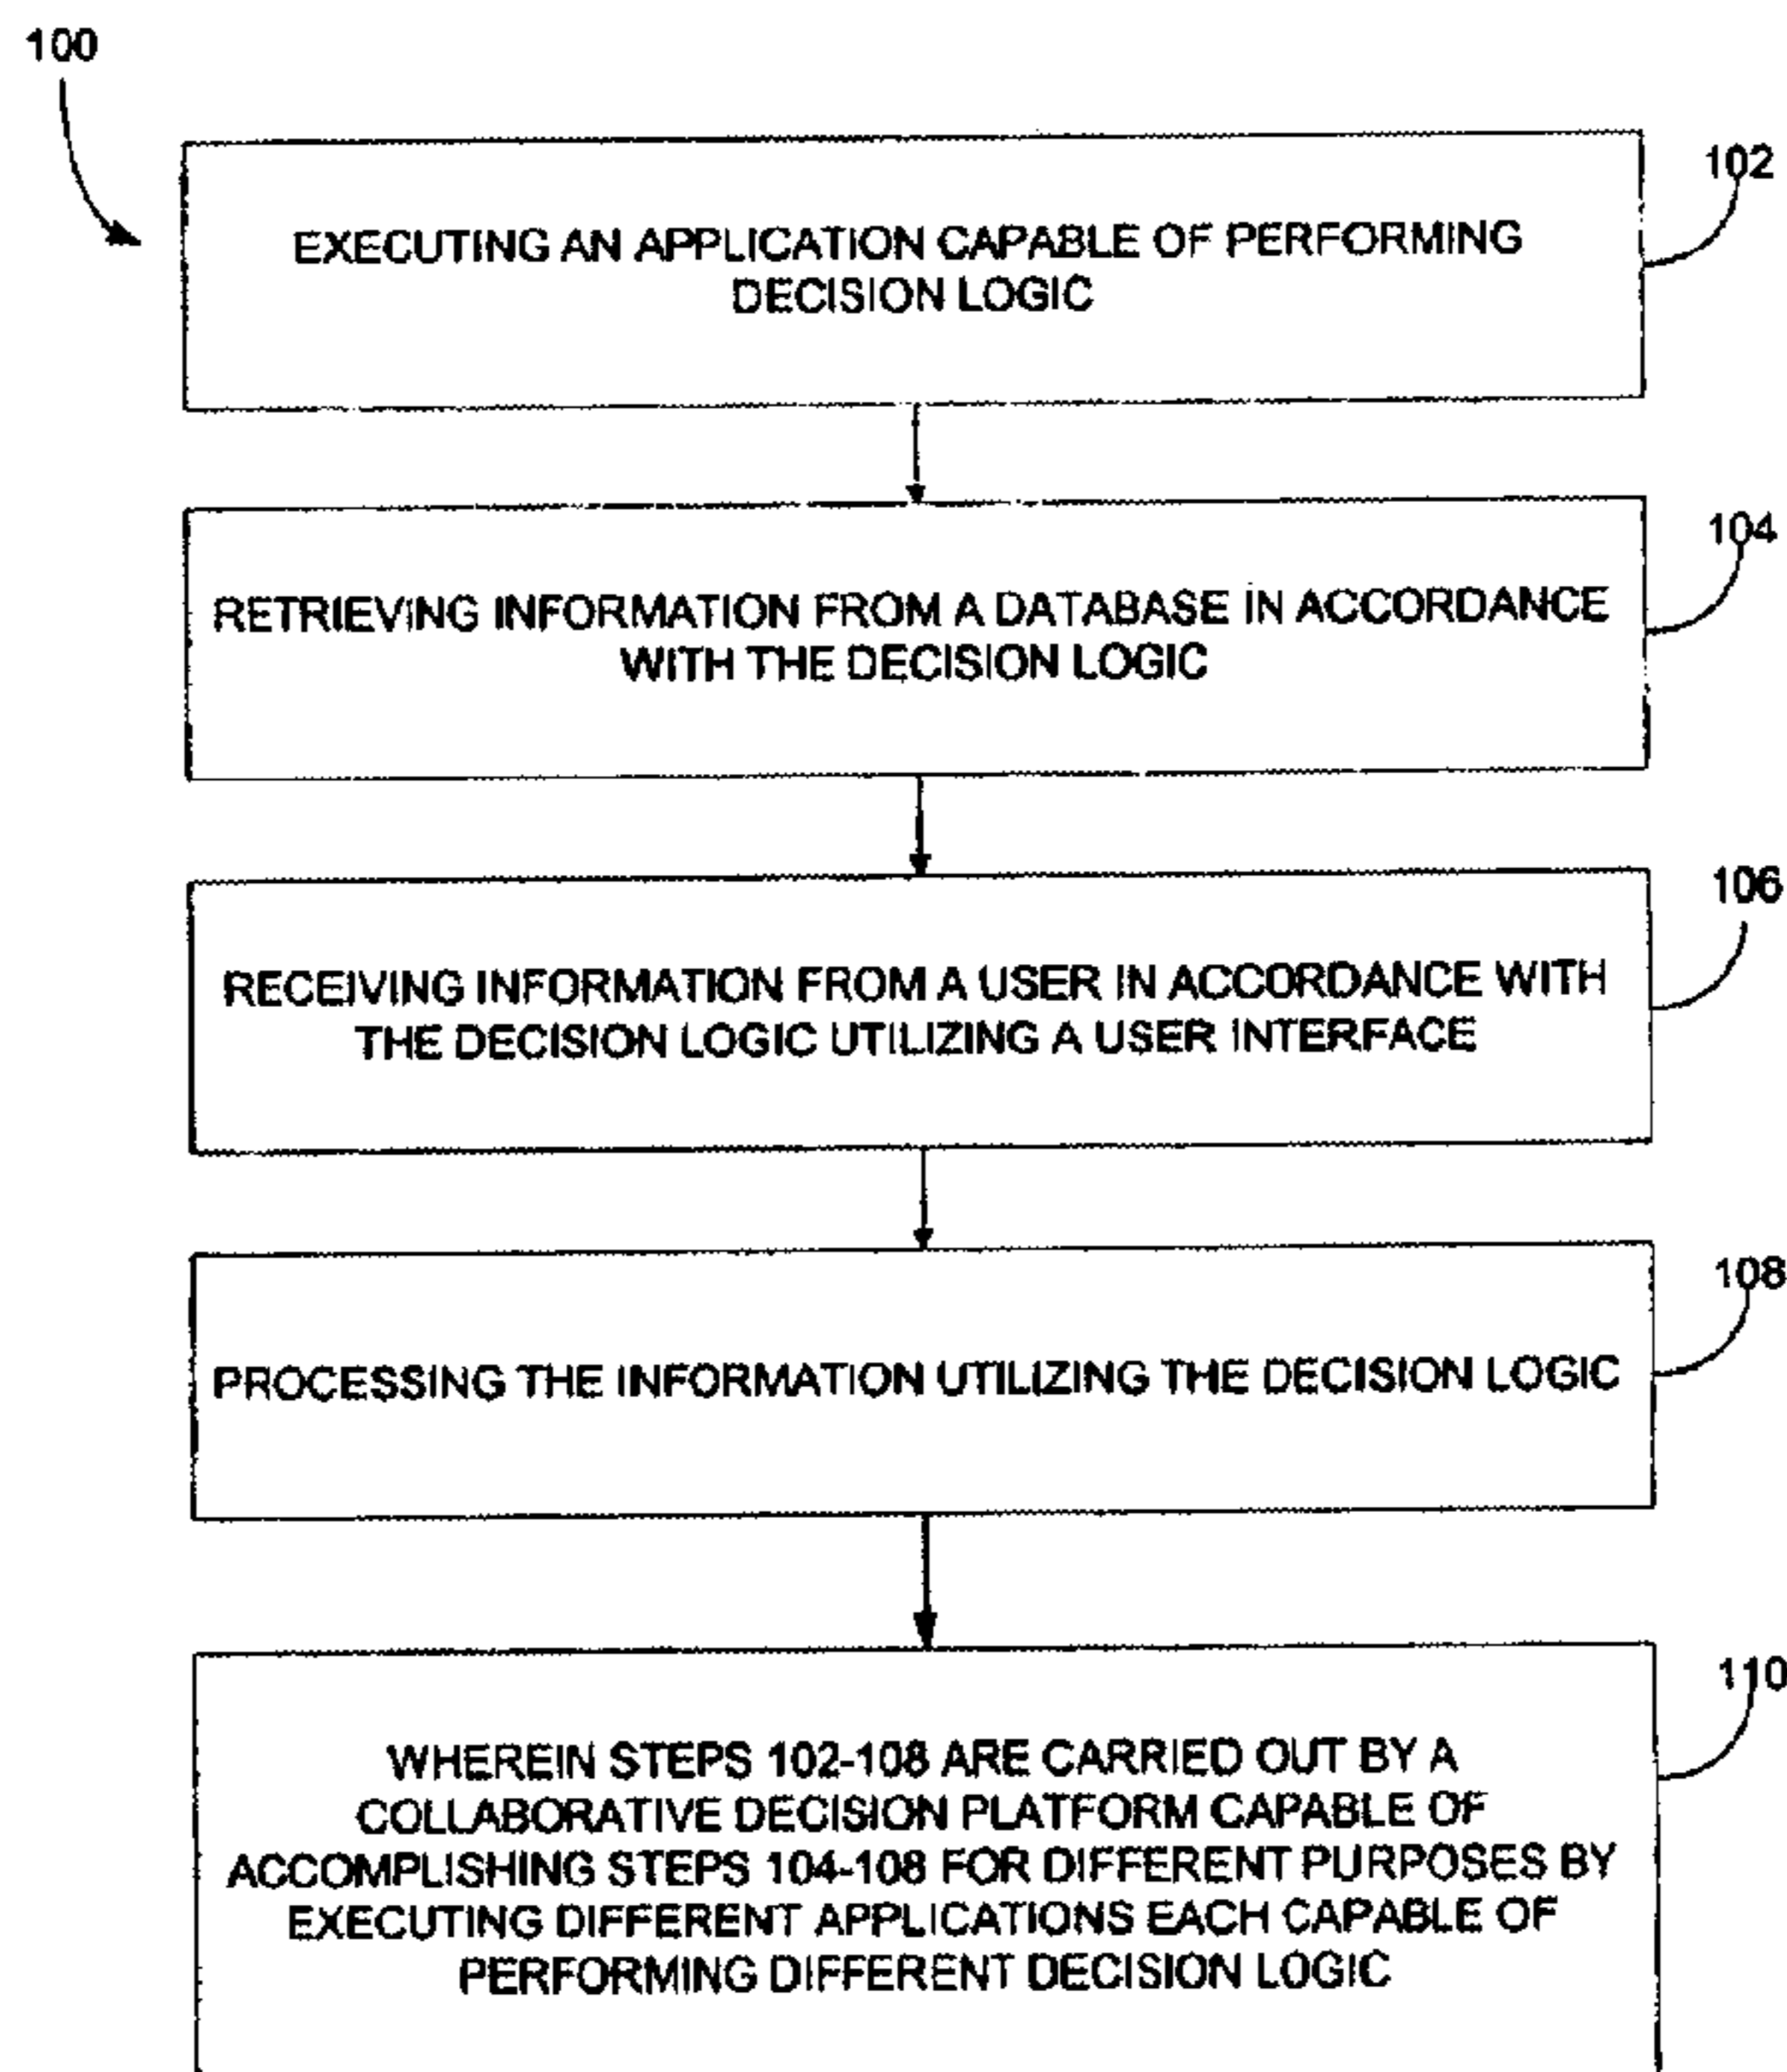 100
102
EXECUTING AN APPLICATION CAPABLE OF PERFORMING
DECISION LOGIC
104
RETRIEVING INFORMATION FROM A DATABASE IN ACCORDANCE
WITH THE DECISION LOGIC
106
RECEIVING INFORMATION FROM A USER IN ACCORDANCE WITH
THE DECISION LOGIC UTILIZING A USER INTERFACE
108
PROCESSING THE INFORMATION UTILIZING THE DECISION LOGIC
110
WHEREIN STEPS 102-108 ARE CARRIED OUT BY A
COLLABORATIVE DECISION PLATFORM CAPABLE OF
ACCOMPLISHING STEPS 104-108 FOR DIFFERENT PURPOSES BY
EXECUTING DIFFERENT APPLICATIONS EACH CAPABLE OF
PERFORMING DIFFERENT DECISION LOGIC